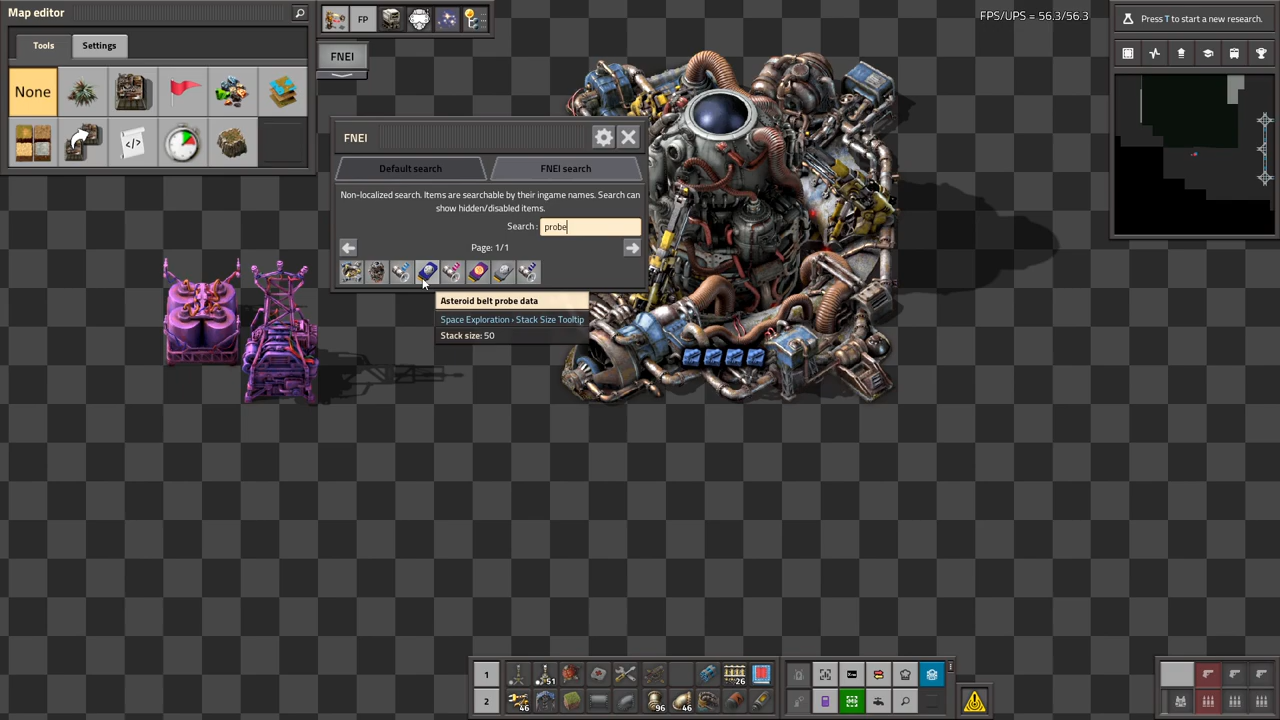 Map editor
FP
FPS/UPS = 56.3/56.3
Press T to start a new research.
Tools
Settings
FNEI
None
FNEI
Default search
FNEI search
Non-localized search. Items are searchable by their ingame names. Search can
show hidden/disabled items.
Search :
probe
Page: 1/1
Asteroid belt probe data
Space Exploration › Stack Size Tooltip
Stack size: 50
1
51
26
2
46
96
46